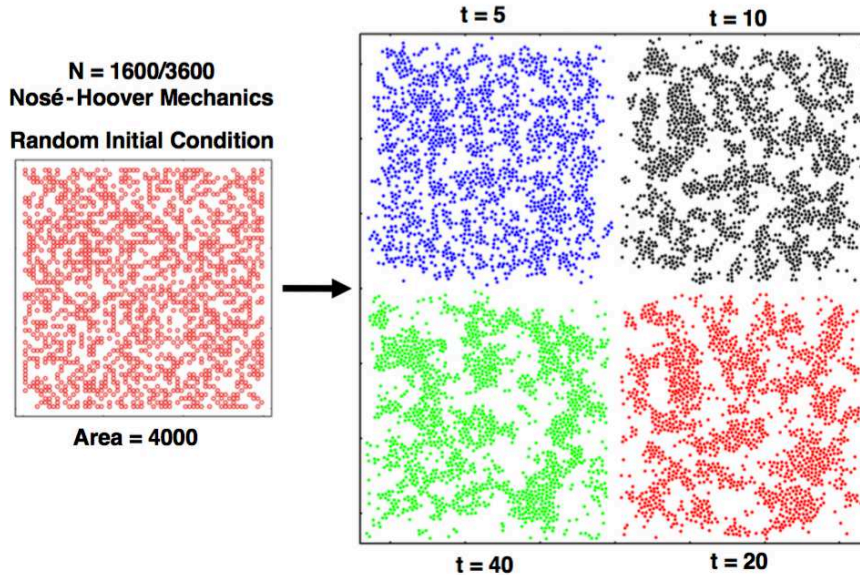 N = 1600/3600
Nosé-Hoover Mechanics
Random Initial Condition
Area = 4000
t = 5
t = 10
t = 40
t = 20